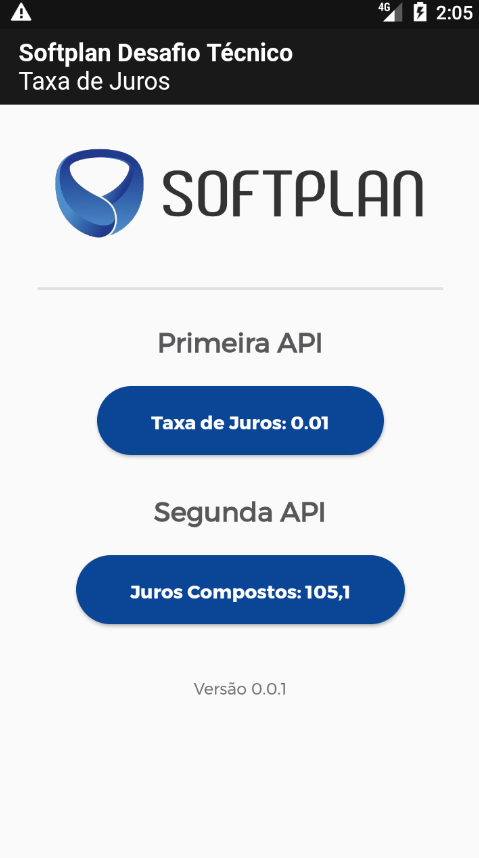 4G 2:05
Softplan Desafio Técnico
Taxa de Juros
SOFTPLAN
Primeira API
Taxa de Juros: 0.01
Segunda API
Juros Compostos: 105,1
Versão 0.0.1